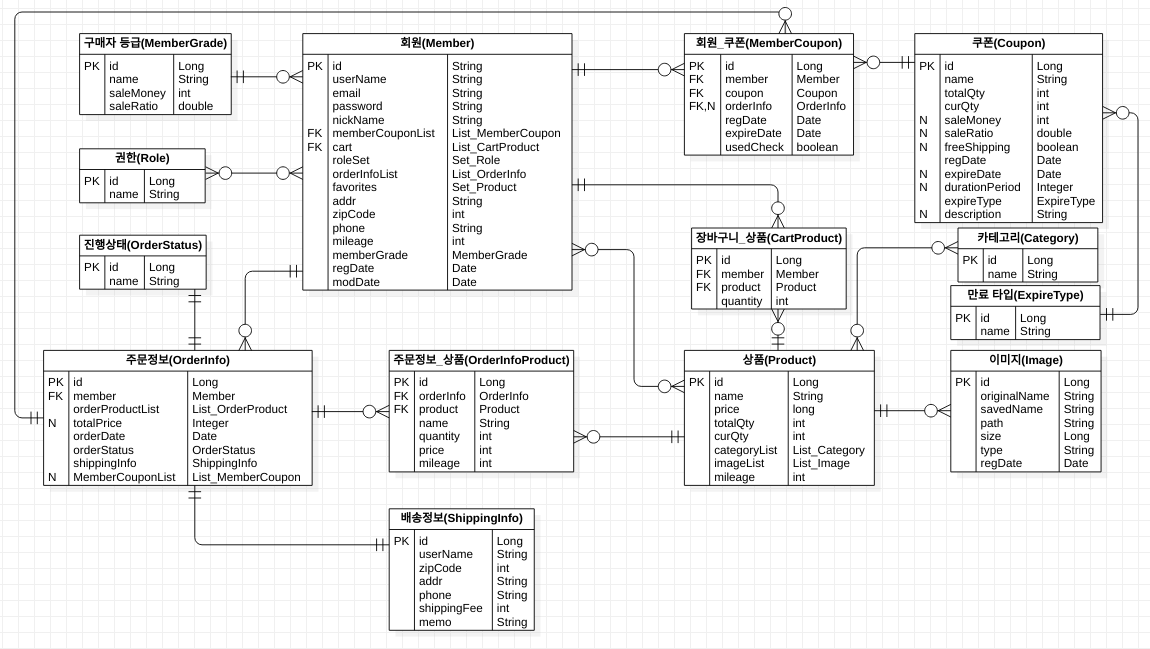 구매자 등급(MemberGrade)
PK id Long
name String
saleMoney int
saleRatio double
권한(Role)
PK id Long
name String
진행상태(OrderStatus)
PK id Long
name String
회원(Member)
PK id String
userName String
email String
password String
nickName String
FK memberCouponList List_MemberCoupon
FK cart List_CartProduct
roleSet Set_Role
orderInfoList List_OrderInfo
favorites Set_Product
addr String
zipCode int
phone String
mileage int
memberGrade MemberGrade
regDate Date
modDate Date
회원_쿠폰(MemberCoupon)
PK id Long
FK member Member
FK coupon Coupon
FK,N orderInfo OrderInfo
regDate Date
expireDate Date
usedCheck boolean
쿠폰(Coupon)
PK id Long
name String
totalQty int
curQty int
N saleMoney int
N saleRatio double
N freeShipping boolean
regDate Date
N expireDate Date
N durationPeriod Integer
expireType ExpireType
N description String
장바구니_상품(CartProduct)
PK id Long
FK member Member
FK product Product
quantity int
카테고리(Category)
PK id Long
name String
만료 타입(ExpireType)
PK id Long
name String
주문정보(OrderInfo)
PK id Long
FK member Member
orderProductList List_OrderProduct
N totalPrice Integer
orderDate Date
orderStatus OrderStatus
shippingInfo ShippingInfo
N MemberCouponList List_MemberCoupon
주문정보_상품(OrderInfoProduct)
PK id Long
FK orderInfo OrderInfo
FK product Product
name String
quantity int
price int
mileage int
상품(Product)
PK id Long
name String
price long
totalQty int
curQty int
categoryList List_Category
imageList List_Image
mileage int
이미지(Image)
PK id Long
originalName String
savedName String
path String
size Long
type String
regDate Date
배송정보(ShippingInfo)
PK id Long
userName String
zipCode int
addr String
phone String
shippingFee int
memo String